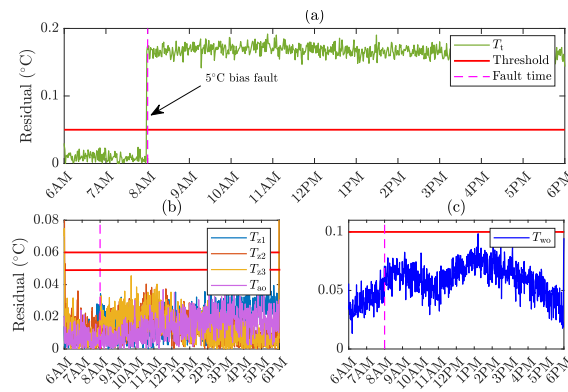 (a)
0.2
0.1
0
Residual (°C)
T_t
Threshold
Fault time
5°C bias fault
6AM 7AM 8AM 9AM 10AM 11AM 12PM 1PM 2PM 3PM 4PM 5PM 6PM
(b)
0.08
0.06
0.04
0.02
0
Residual (°C)
T_z1
T_z2
T_z3
T_ao
6AM 7AM 8AM 9AM 10AM 11AM 12PM 1PM 2PM 3PM 4PM 5PM 6PM
(c)
0.1
0.05
0
T_wo
6AM 7AM 8AM 9AM 10AM 11AM 12PM 1PM 2PM 3PM 4PM 5PM 6PM